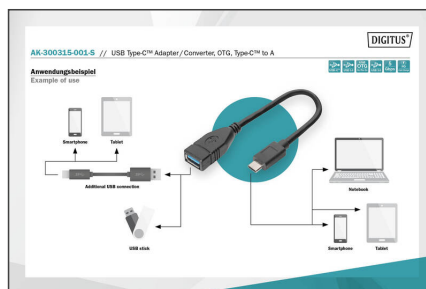 DIGITUS®
AK-300315-001-S // USB Type-C™ Adapter / Converter, OTG, Type-C™ to A
Anwendungsbeispiel
Example of use
Smartphone
Tablet
Additional USB connection
USB stick
Notebook
Smartphone
Tablet